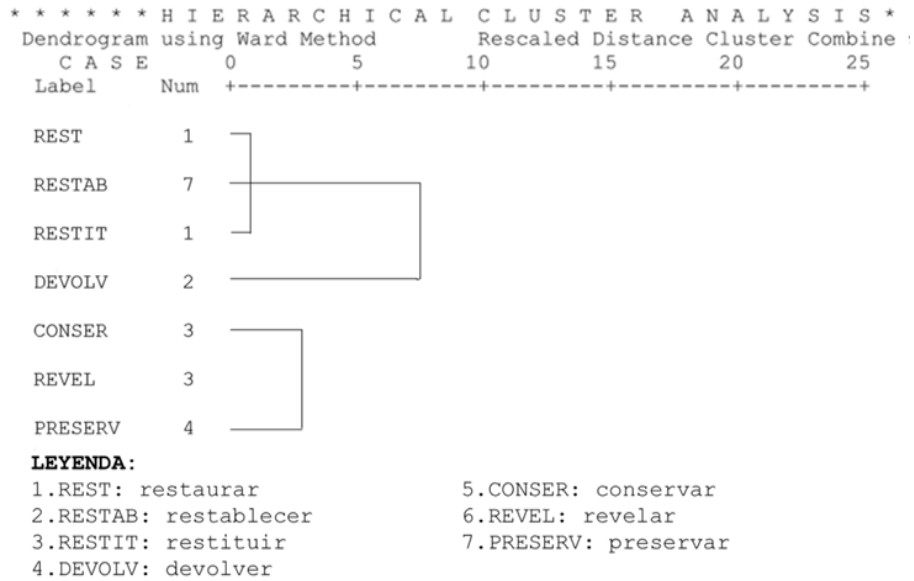 * * * * * * H I E R A R C H I C A L C L U S T E R A N A L Y S I S *
Dendrogram using Ward Method Rescaled Distance Cluster Combine
C A S E 0 5 10 15 20 25
Label Num +---------+---------+---------+---------+---------+
REST 1
RESTAB 7
RESTIT 1
DEVOLV 2
CONSER 3
REVEL 3
PRESERV 4
LEYENDA:
1.REST: restaurar 5.CONSER: conservar
2.RESTAB: restablecer 6.REVEL: revelar
3.RESTIT: restituir 7.PRESERV: preservar
4.DEVOLV: devolver